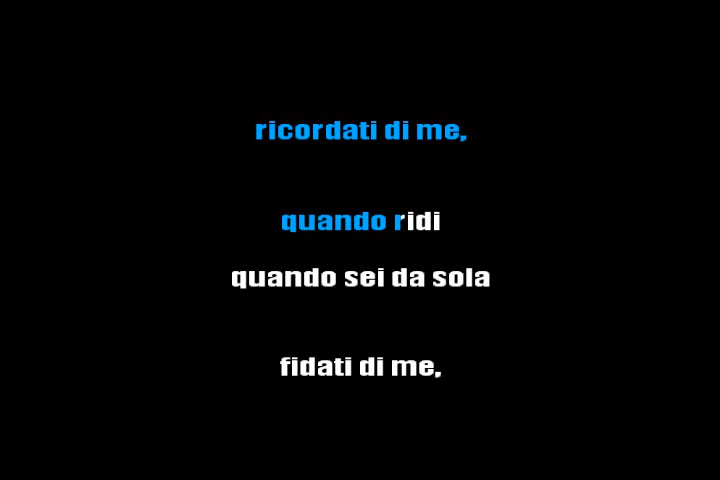 ricordati di me,
quando ridi
quando sei da sola
fidati di me,